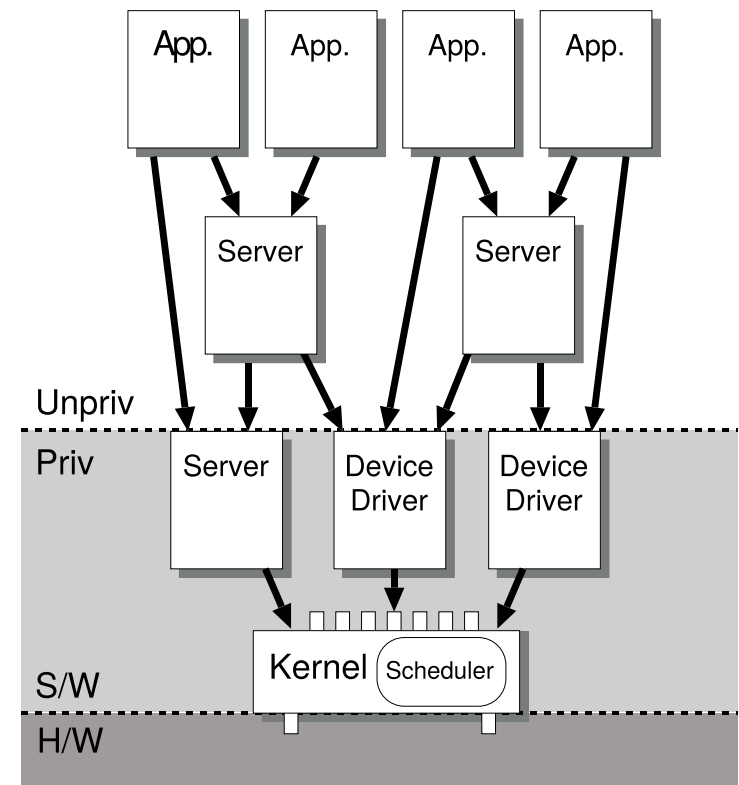 App.
App.
App.
App.
Server
Server
Unpriv
Priv
Server
Device
Driver
Device
Driver
Kernel
Scheduler
S/W
H/W